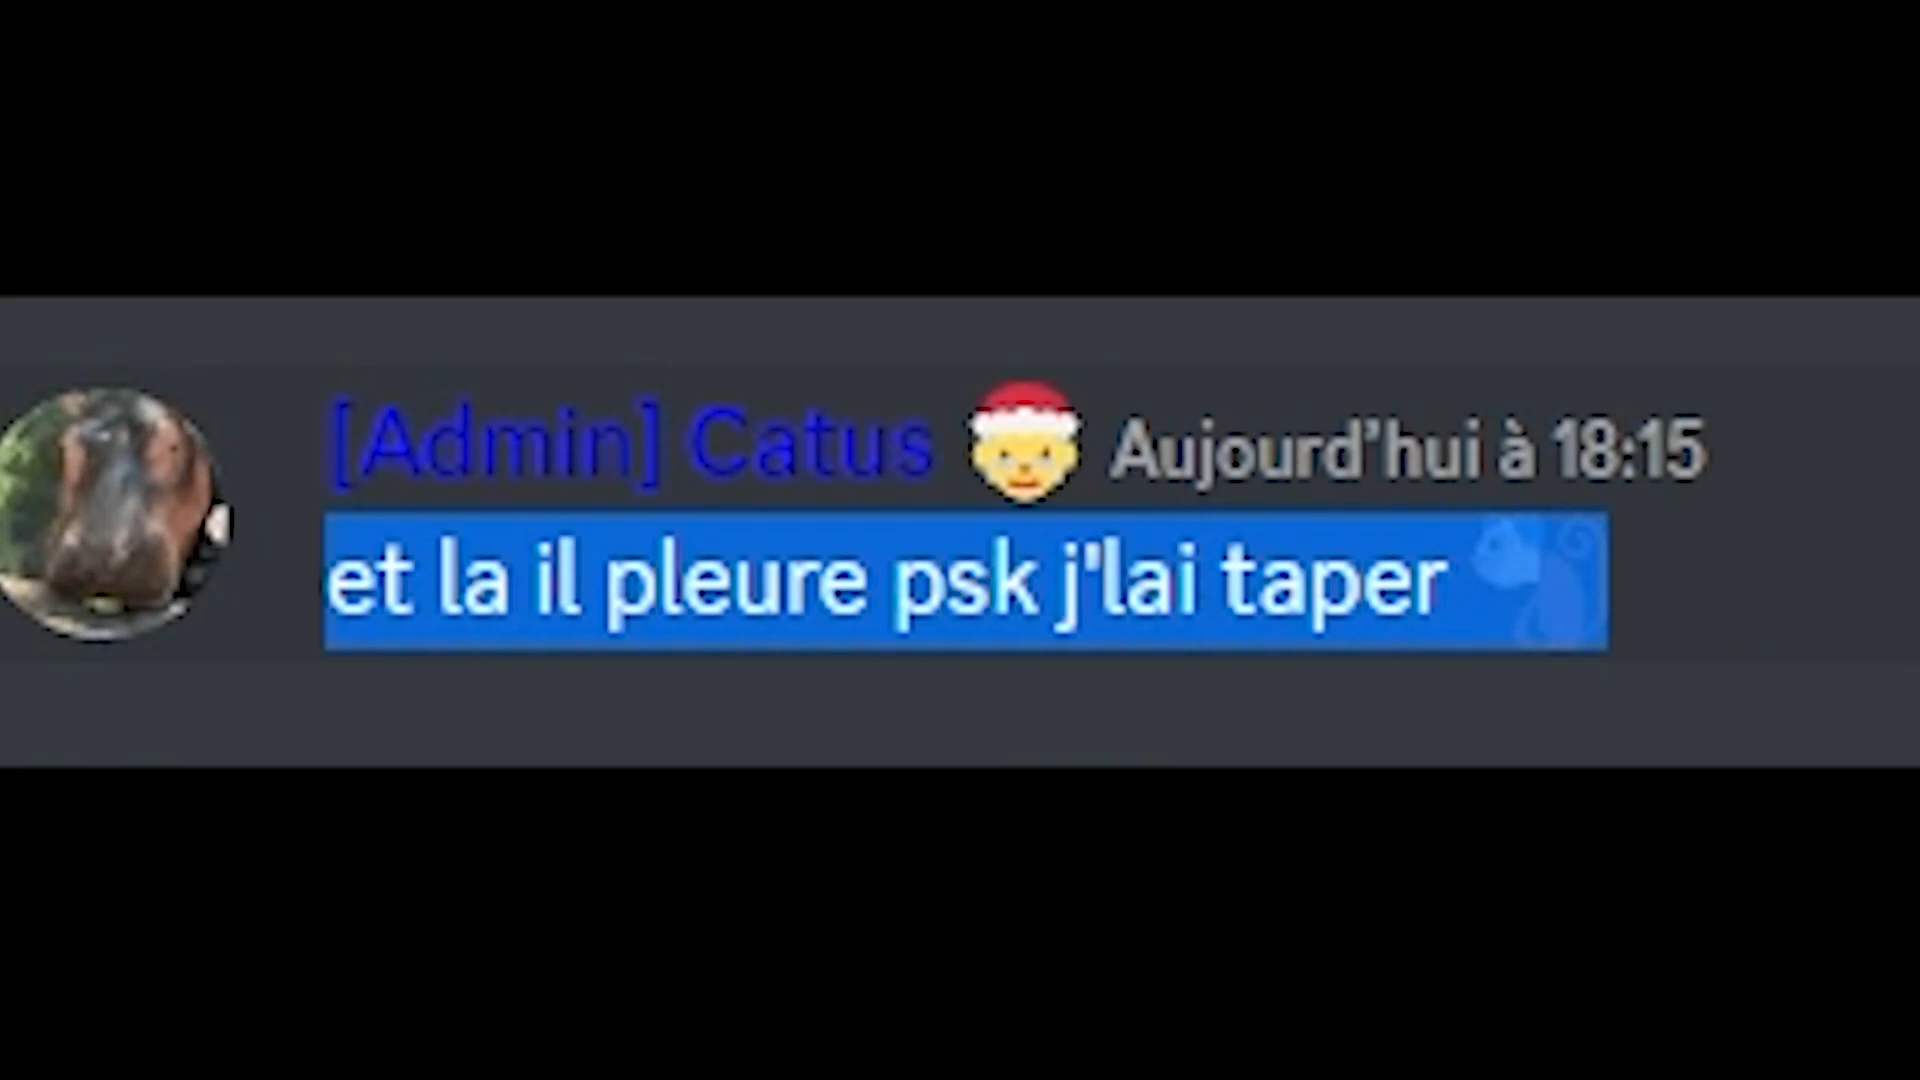 [Admin] Catus 🤶 Aujourd'hui à 18:15
et la il pleure psk j'lai taper 🐒